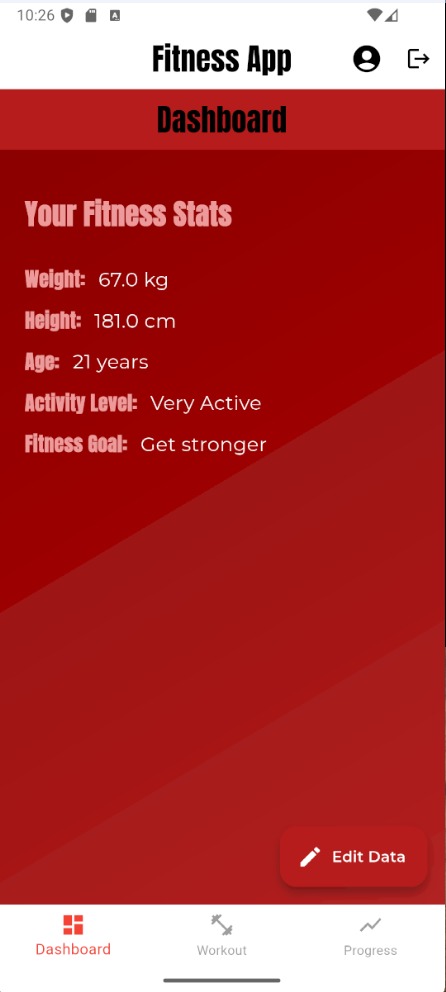 10:26
Fitness App
Dashboard
Your Fitness Stats
Weight: 67.0 kg
Height: 181.0 cm
Age: 21 years
Activity Level: Very Active
Fitness Goal: Get stronger
Edit Data
Dashboard Workout Progress